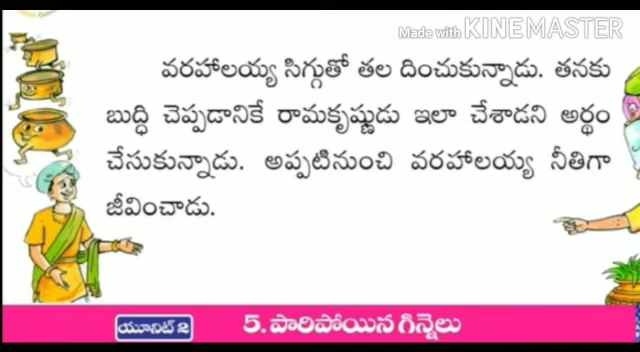 Made with KINEMASTER
వరహాలయ్య సిగ్గుతో తల దించుకున్నాడు. తనకు
బుద్ధి చెప్పడానికే రామకృష్ణుడు ఇలా చేశాడని అర్థం
చేసుకున్నాడు. అప్పటినుంచి వరహాలయ్య నీతిగా
జీవించాడు.
యూనిట్ 2 5. పారిపోయిన గిన్నెలు